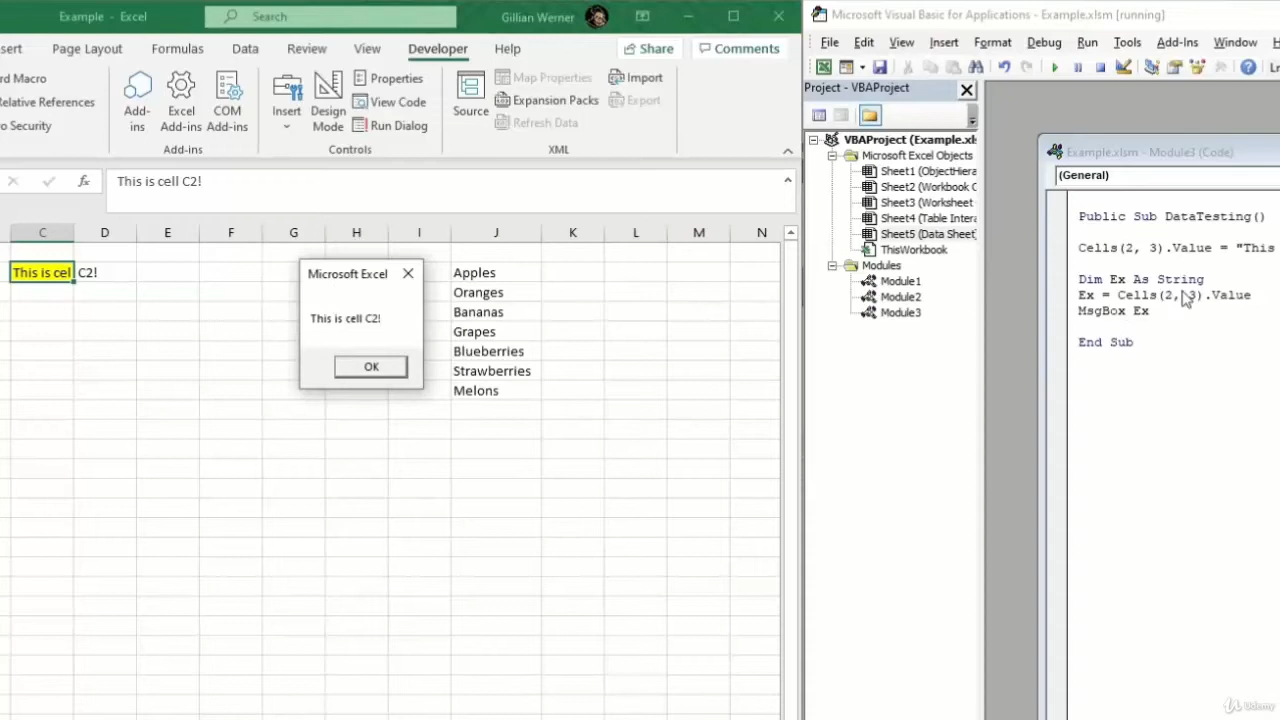 Example - Excel
Search
Gillian Werner
Page Layout
Formulas
Data
Review
View
Developer
Help
Share
Comments
rd Macro
elative References
o Security
Add-
ins
Excel
Add-ins
COM
Add-ins
Add-ins
Insert
Design
Mode
Properties
View Code
Run Dialog
Controls
Source
Map Properties
Expansion Packs
Refresh Data
Import
Export
XML
fx
This is cell C2!
C D E F G H I J K L M N
This is cel C2!
Apples
Oranges
Bananas
Grapes
Blueberries
Strawberries
Melons
Microsoft Excel
This is cell C2!
OK
Microsoft Visual Basic for Applications - Example.xlsm [running]
File Edit View Insert Format Debug Run Tools Add-Ins Window
Project - VBAProject
VBAProject (Example.xl
Microsoft Excel Objects
Sheet1 (ObjectHiera
Sheet2 (Workbook
Sheet3 (Worksheet
Sheet4 (Table Intera
Sheet5 (Data Sheet)
ThisWorkbook
Modules
Module1
Module2
Module3
Example.xlsm - Module3 (Code)
(General)
Public Sub DataTesting()
Cells(2, 3).Value = "This
Dim Ex As String
Ex = Cells(2, 3).Value
MsgBox Ex
End Sub
Udemy